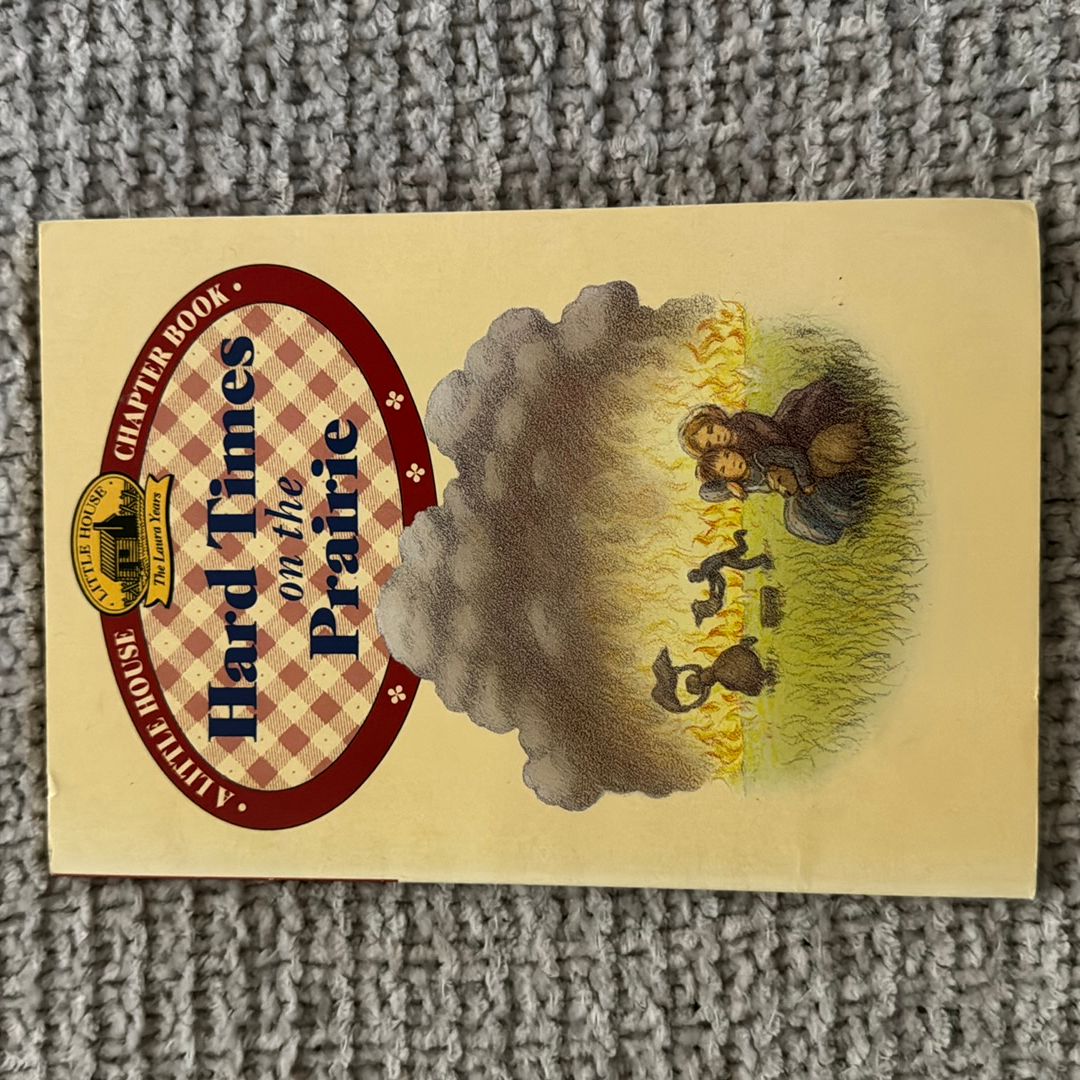 • A LITTLE HOUSE CHAPTER BOOK •
• LITTLE HOUSE •
The Laura Years
Hard Times
on the
Prairie